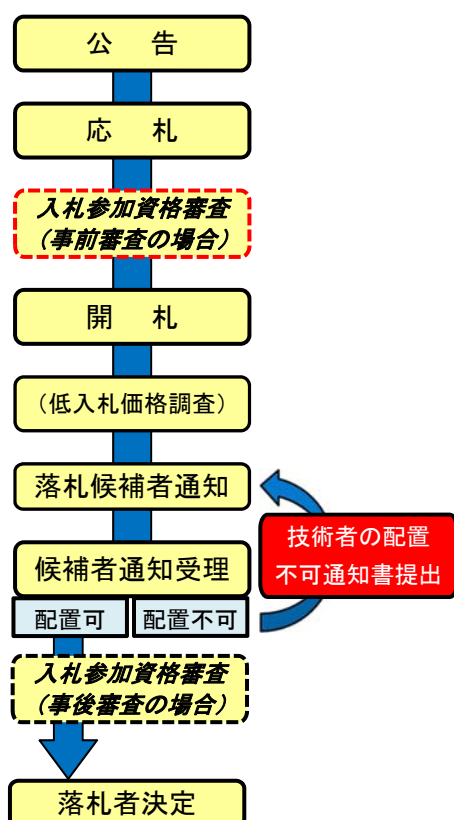 公　告
応　札
入札参加資格審査
（事前審査の場合）
開　札
（低入札価格調査）
落札候補者通知
候補者通知受理
技術者の配置
不可通知書提出
配置可
配置不可
入札参加資格審査
（事後審査の場合）
落札者決定